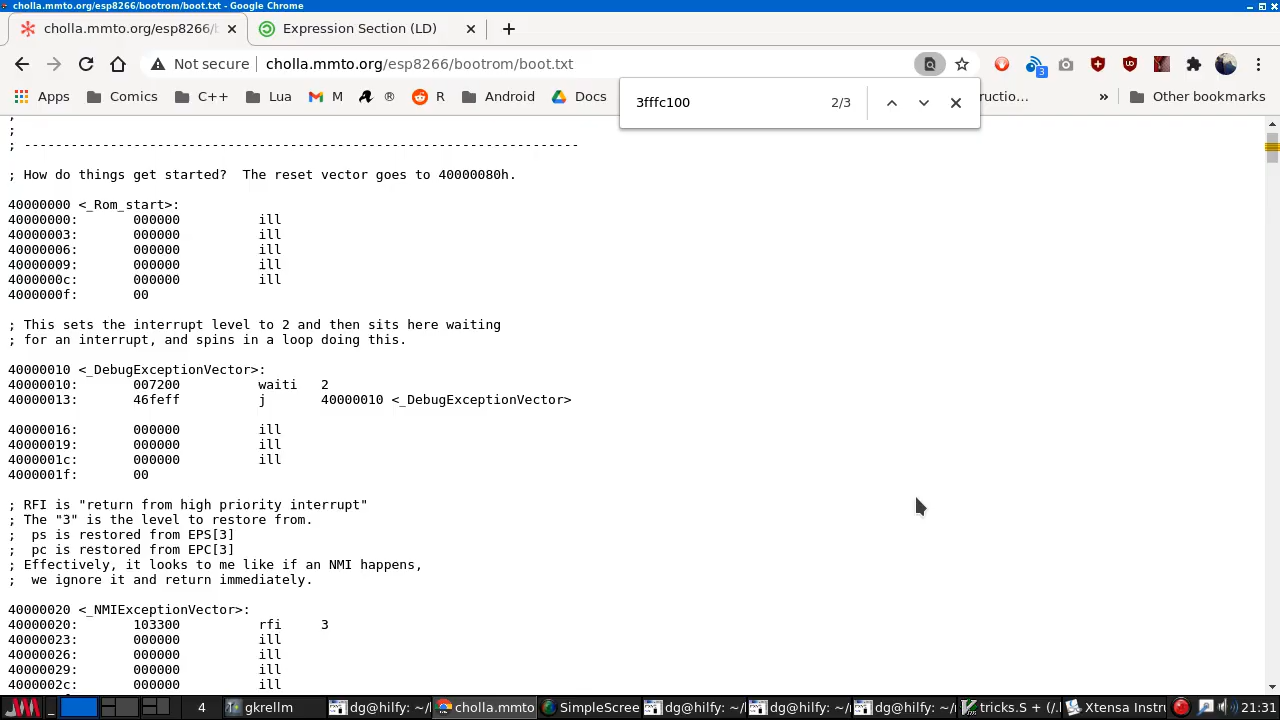 cholla.mmto.org/esp8266/bootrom/boot.txt - Google Chrome
cholla.mmto.org/esp8266/b
Expression Section (LD)
Not secure
cholla.mmto.org/esp8266/bootrom/boot.txt
3
Apps
Comics
C++
Lua
M
®
R
Android
Docs
ructio...
»
Other bookmarks
3fffc100
2/3
;
;
; -----------------------------------------------------------------------
; How do things get started?  The reset vector goes to 40000080h.
40000000 <_Rom_start>:
40000000: 000000 ill
40000003: 000000 ill
40000006: 000000 ill
40000009: 000000 ill
4000000c: 000000 ill
4000000f: 00
; This sets the interrupt level to 2 and then sits here waiting
; for an interrupt, and spins in a loop doing this.
40000010 <_DebugExceptionVector>:
40000010: 007200 waiti 2
40000013: 46feff j 40000010 <_DebugExceptionVector>
40000016: 000000 ill
40000019: 000000 ill
4000001c: 000000 ill
4000001f: 00
; RFI is "return from high priority interrupt"
; The "3" is the level to restore from.
;  ps is restored from EPS[3]
;  pc is restored from EPC[3]
; Effectively, it looks to me like if an NMI happens,
;  we ignore it and return immediately.
40000020 <_NMIExceptionVector>:
40000020: 103300 rfi 3
40000023: 000000 ill
40000026: 000000 ill
40000029: 000000 ill
4000002c: 000000 ill
4
gkrellm
dg@hilfy: ~/
cholla.mmto
SimpleScree
dg@hilfy: ~/
dg@hilfy: ~/
dg@hilfy: ~/
tricks.S + (/.
Xtensa Instr
21:31